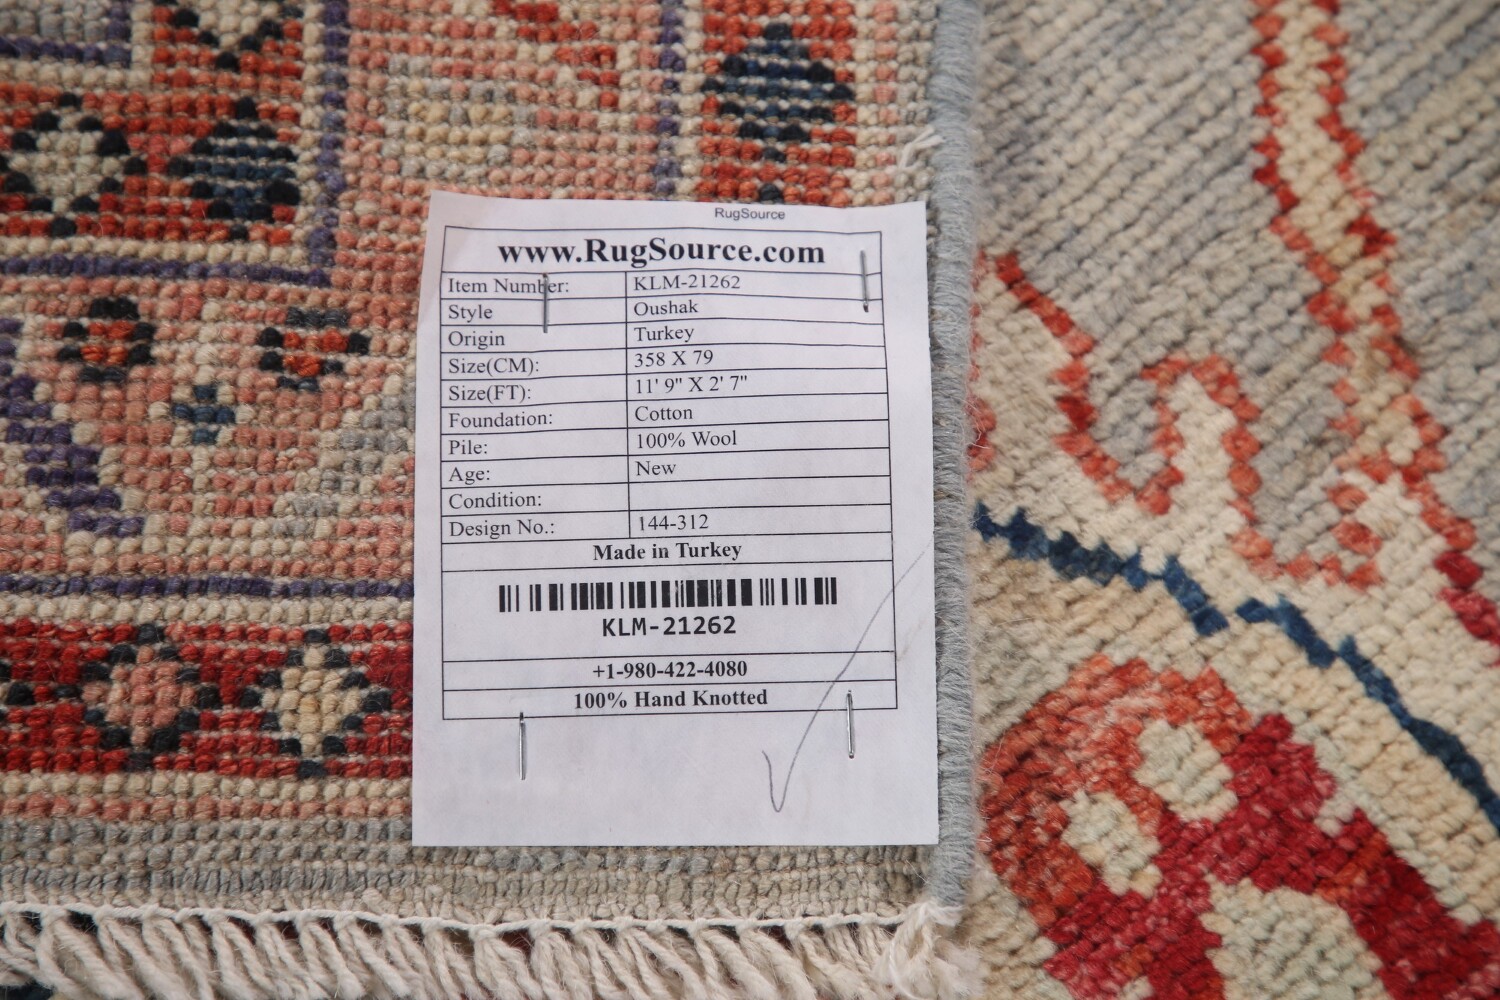 RugSource
www.RugSource.com
Item Number: KLM-21262
Style Oushak
Origin Turkey
Size(CM): 358 X 79
Size(FT): 11' 9" X 2' 7"
Foundation: Cotton
Pile: 100% Wool
Age: New
Condition:
Design No.: 144-312
Made in Turkey
KLM-21262
+1-980-422-4080
100% Hand Knotted